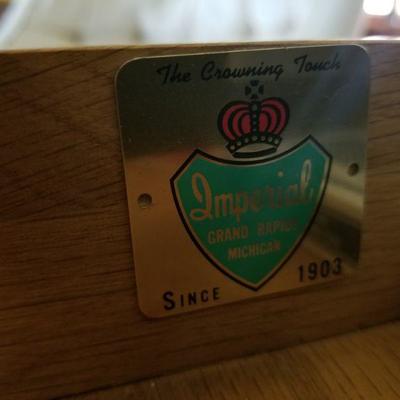 The Crowning Touch
Imperial
GRAND RAPIDS
MICHIGAN
SINCE 1903